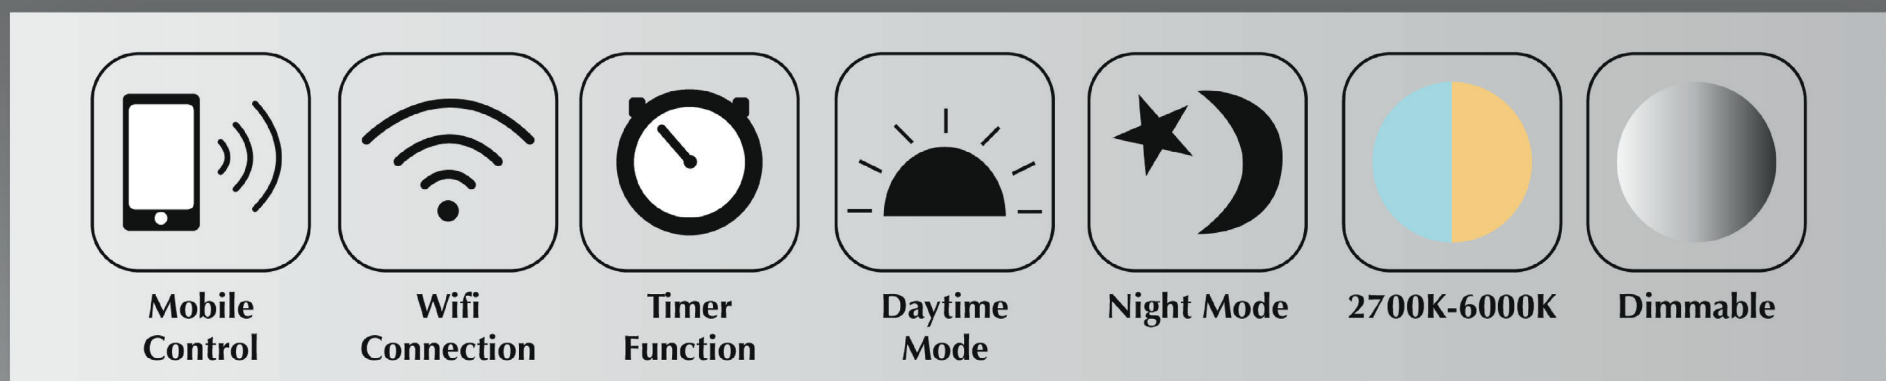 Mobile
Control
Wifi
Connection
Timer
Function
Daytime
Mode
Night Mode
2700K-6000K
Dimmable